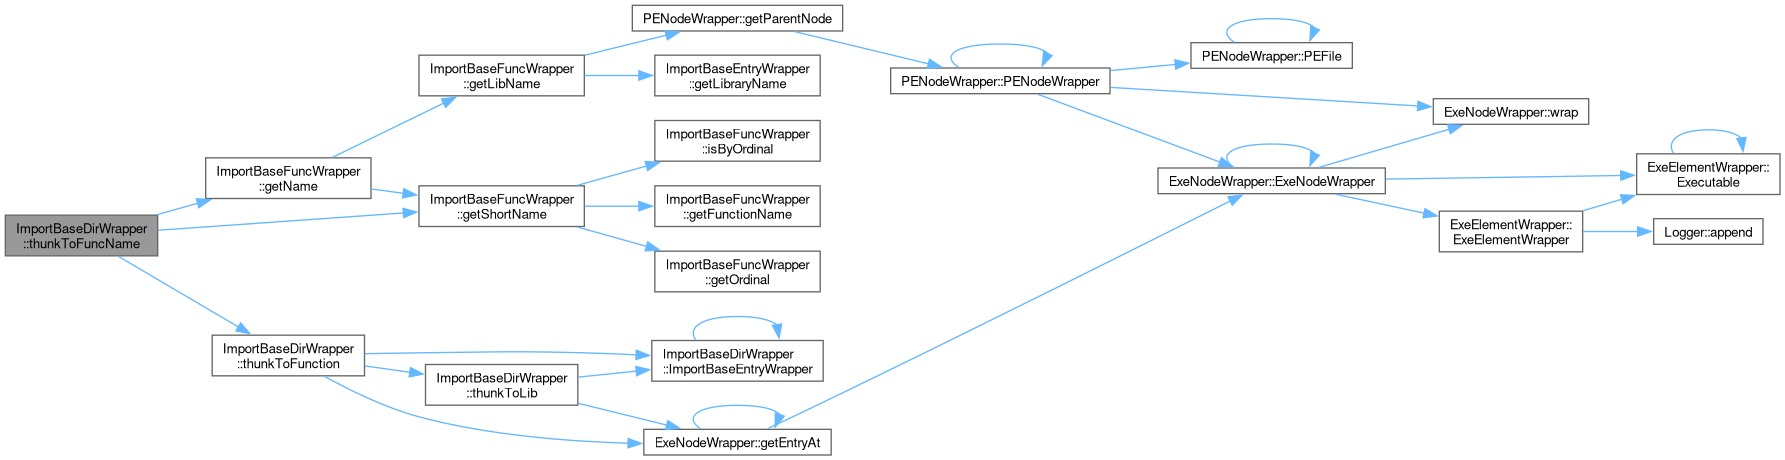 PENodeWrapper::getParentNode
PENodeWrapper::PEFile
ImportBaseFuncWrapper
::getLibName
ImportBaseEntryWrapper
::getLibraryName
PENodeWrapper::PENodeWrapper
ExeNodeWrapper::wrap
ImportBaseFuncWrapper
::isByOrdinal
ImportBaseFuncWrapper
::getName
ExeNodeWrapper::ExeNodeWrapper
ExeElementWrapper::
Executable
ImportBaseFuncWrapper
::getShortName
ImportBaseFuncWrapper
::getFunctionName
ImportBaseDirWrapper
::thunkToFuncName
ExeElementWrapper::
ExeElementWrapper
Logger::append
ImportBaseFuncWrapper
::getOrdinal
ImportBaseDirWrapper
::thunkToFunction
ImportBaseDirWrapper
::ImportBaseEntryWrapper
ImportBaseDirWrapper
::thunkToLib
ExeNodeWrapper::getEntryAt